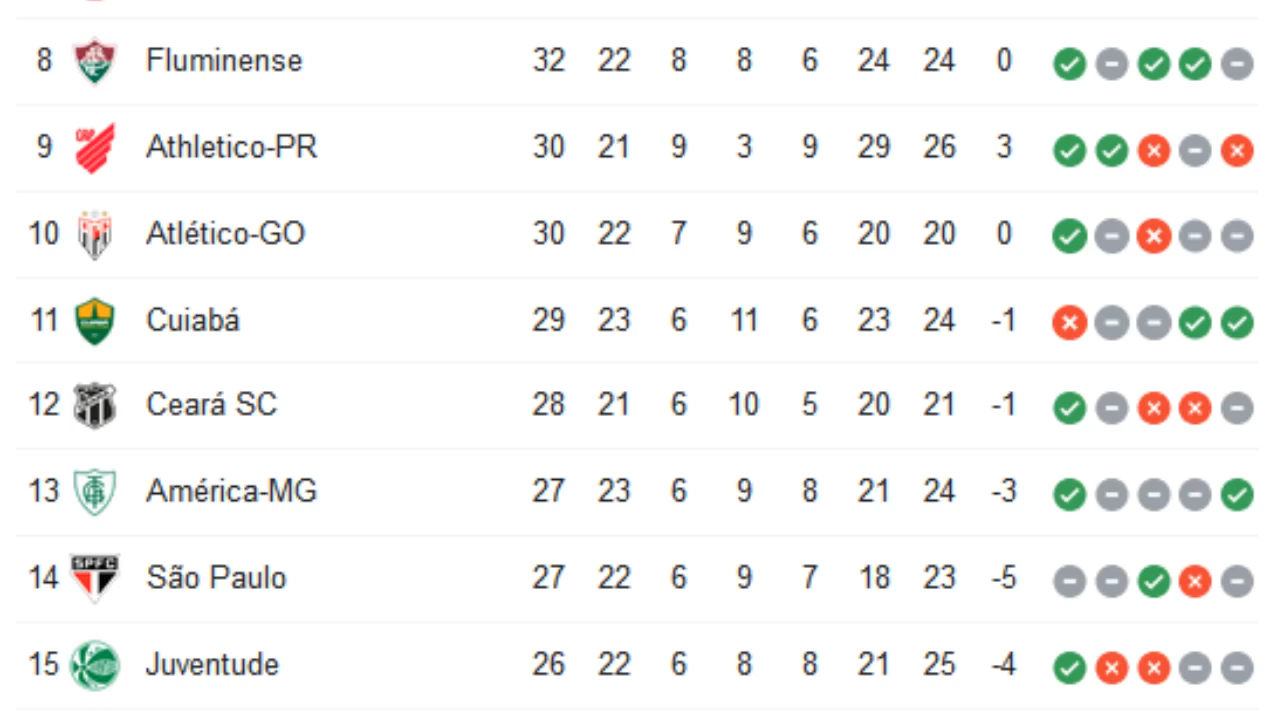 8 Fluminense 32 22 8 8 6 24 24 0
9 CAP Athletico-PR 30 21 9 3 9 29 26 3
10 Atlético-GO 30 22 7 9 6 20 20 0
11 Cuiabá 29 23 6 11 6 23 24 -1
12 Ceará SC 28 21 6 10 5 20 21 -1
13 América-MG 27 23 6 9 8 21 24 -3
14 SPFC São Paulo 27 22 6 9 7 18 23 -5
15 Juventude 26 22 6 8 8 21 25 -4